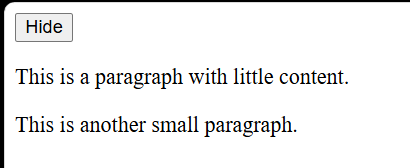 Hide
This is a paragraph with little content.
This is another small paragraph.